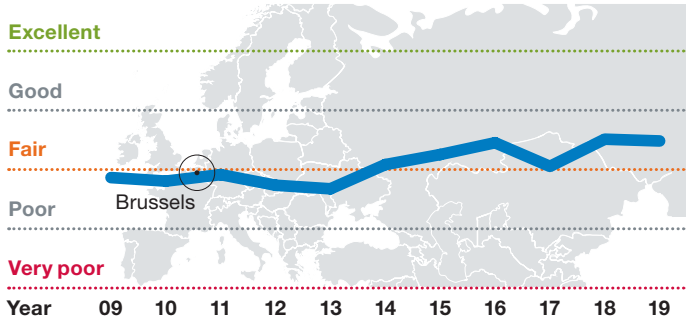 Excellent
Good
Fair
Brussels
Poor
Very poor
Year 09 10 11 12 13 14 15 16 17 18 19